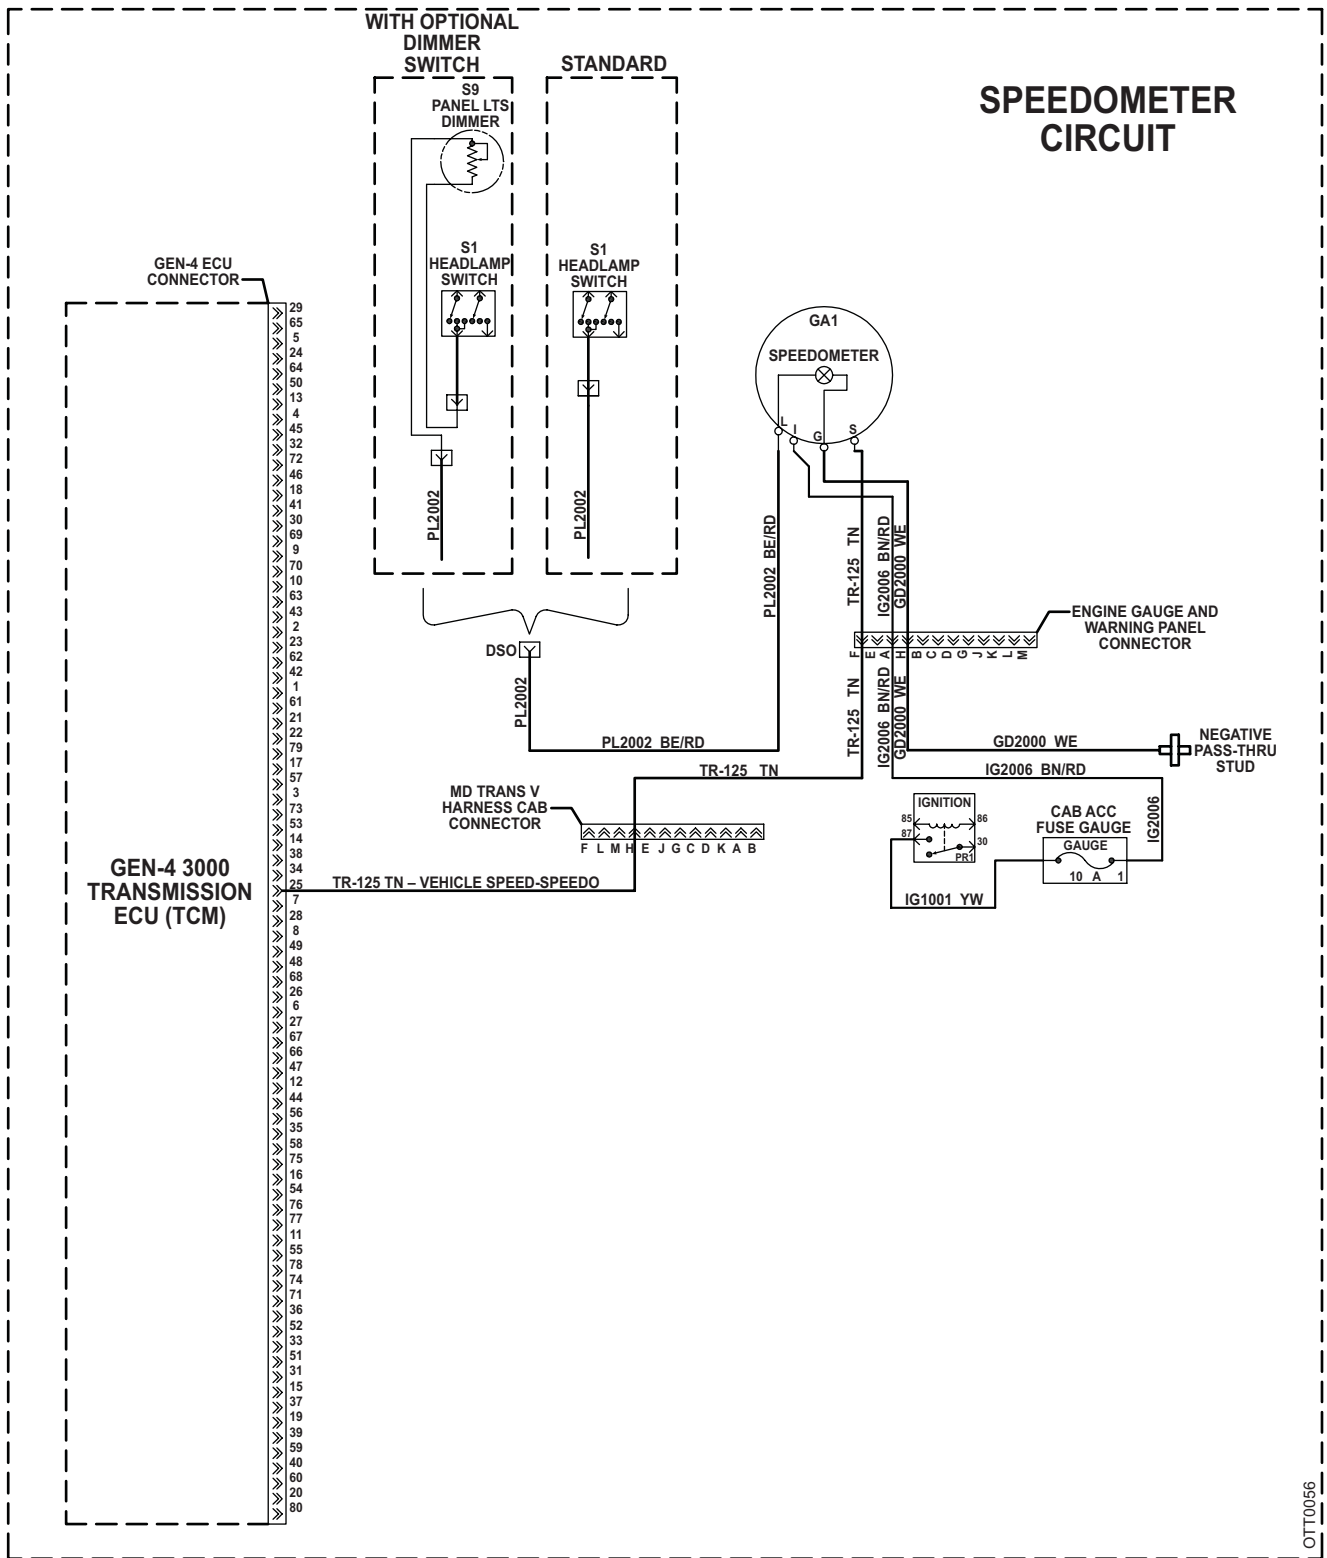 WITH OPTIONAL
DIMMER
SWITCH
STANDARD
SPEEDOMETER
CIRCUIT
S9
PANEL LTS
DIMMER
S1
HEADLAMP
SWITCH
S1
HEADLAMP
SWITCH
GEN-4 ECU
CONNECTOR
GA1
SPEEDOMETER
L
I
G
S
PL2002
PL2002
PL2002 BE/RD
TR-125 TN
IG2006 BN/RD
GD2000 WE
ENGINE GAUGE AND
WARNING PANEL
CONNECTOR
F E A H B C D G J K L M
DSO
PL2002
PL2002 BE/RD
TR-125 TN
IG2006 BN/RD
GD2000 WE
GD2000 WE
NEGATIVE
PASS-THRU
STUD
TR-125 TN
IG2006 BN/RD
IG2006
MD TRANS V
HARNESS CAB
CONNECTOR
F L M H E J G C D K A B
IGNITION
85
86
87
30
PR1
CAB ACC
FUSE GAUGE
GAUGE
10 A 1
IG1001 YW
GEN-4 3000
TRANSMISSION
ECU (TCM)
TR-125 TN – VEHICLE SPEED-SPEEDO
29
65
5
24
64
50
13
4
45
32
72
46
18
41
30
69
9
70
10
63
43
2
23
62
42
1
61
21
22
79
17
57
3
73
53
14
38
34
25
7
28
8
49
48
68
26
6
27
67
66
47
12
44
56
35
58
75
16
54
76
77
11
55
78
74
71
36
52
33
51
31
15
37
19
39
59
40
60
20
80
OTT0056